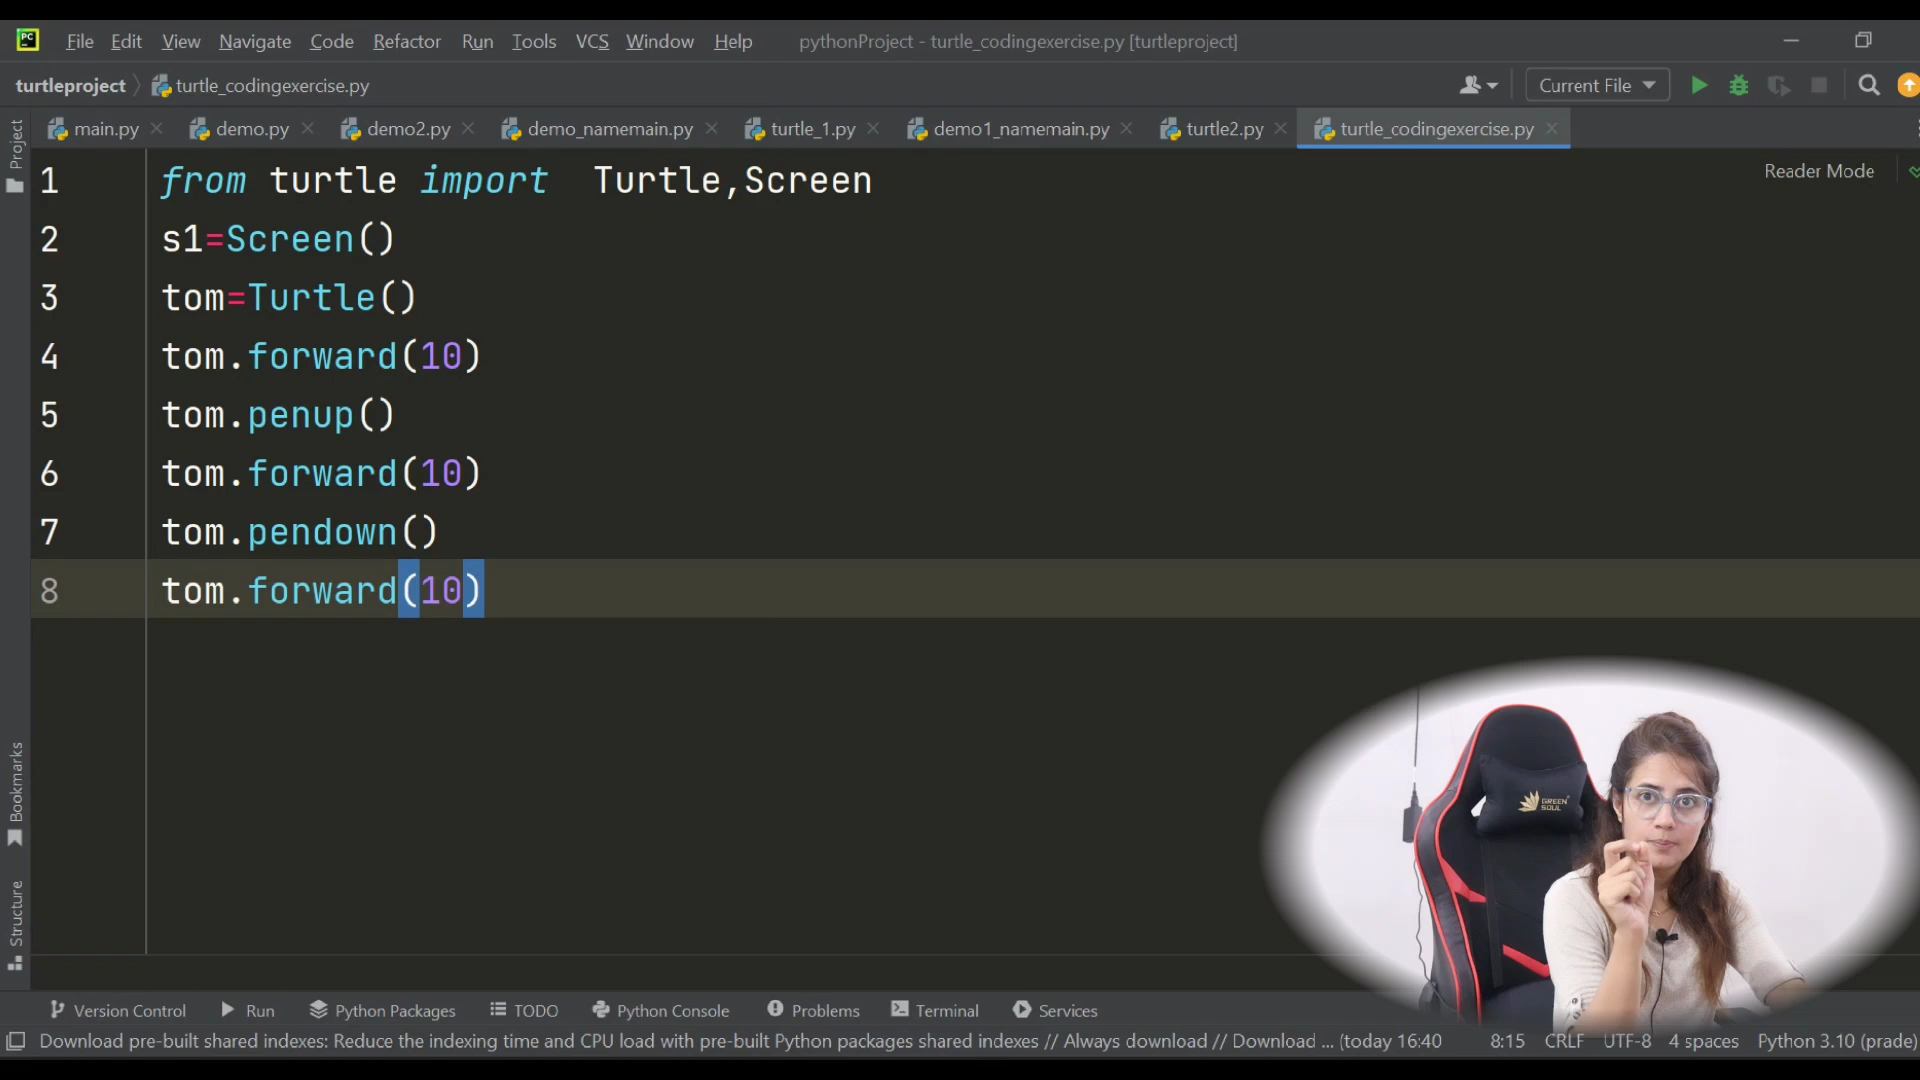 PC File Edit View Navigate Code Refactor Run Tools VCS Window Help pythonProject - turtle_codingexercise.py [turtleproject]
turtleproject turtle_codingexercise.py Current File
main.py demo.py demo2.py demo_namemain.py turtle_1.py demo1_namemain.py turtle2.py turtle_codingexercise.py
Project
Reader Mode
1 from turtle import  Turtle,Screen
2 s1=Screen()
3 tom=Turtle()
4 tom.forward(10)
5 tom.penup()
6 tom.forward(10)
7 tom.pendown()
8 tom.forward(10)
Bookmarks
Structure
GREEN
SOUL
Version Control Run Python Packages TODO Python Console Problems Terminal Services
Download pre-built shared indexes: Reduce the indexing time and CPU load with pre-built Python packages shared indexes // Always download // Download ... (today 16:40 8:15 CRLF UTF-8 4 spaces Python 3.10 (prade)